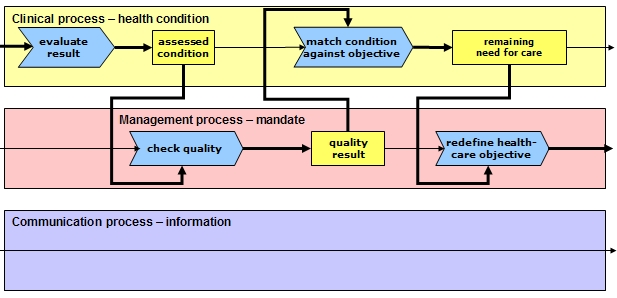 Clinical process – health condition
evaluate
result
assessed
condition
match condition
against objective
remaining
need for care
Management process – mandate
check quality
quality
result
redefine health-
care objective
Communication process – information